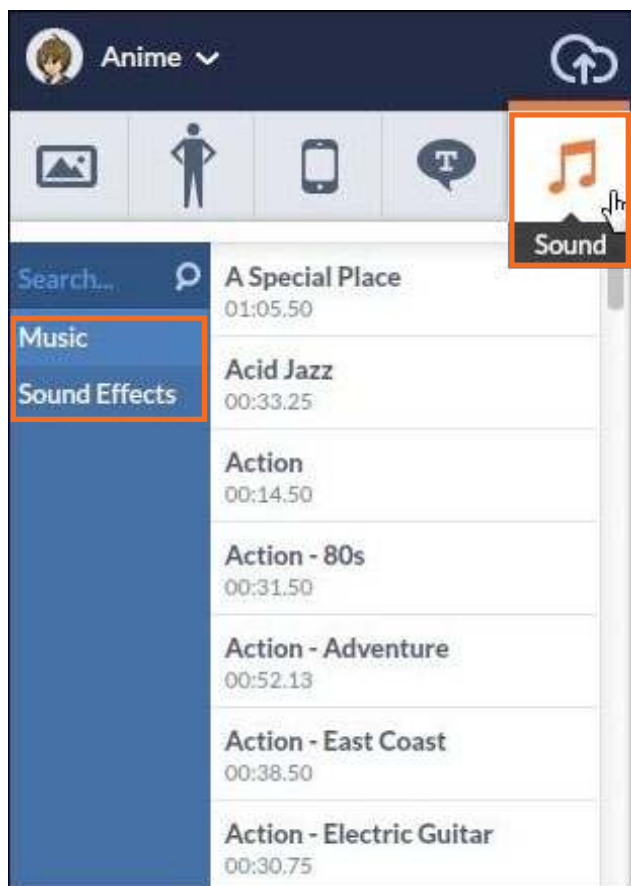 Anime
T
Sound
Search...
Music
Sound Effects
A Special Place
01:05.50
Acid Jazz
00:33.25
Action
00:14.50
Action - 80s
00:31.50
Action - Adventure
00:52.13
Action - East Coast
00:38.50
Action - Electric Guitar
00:30.75